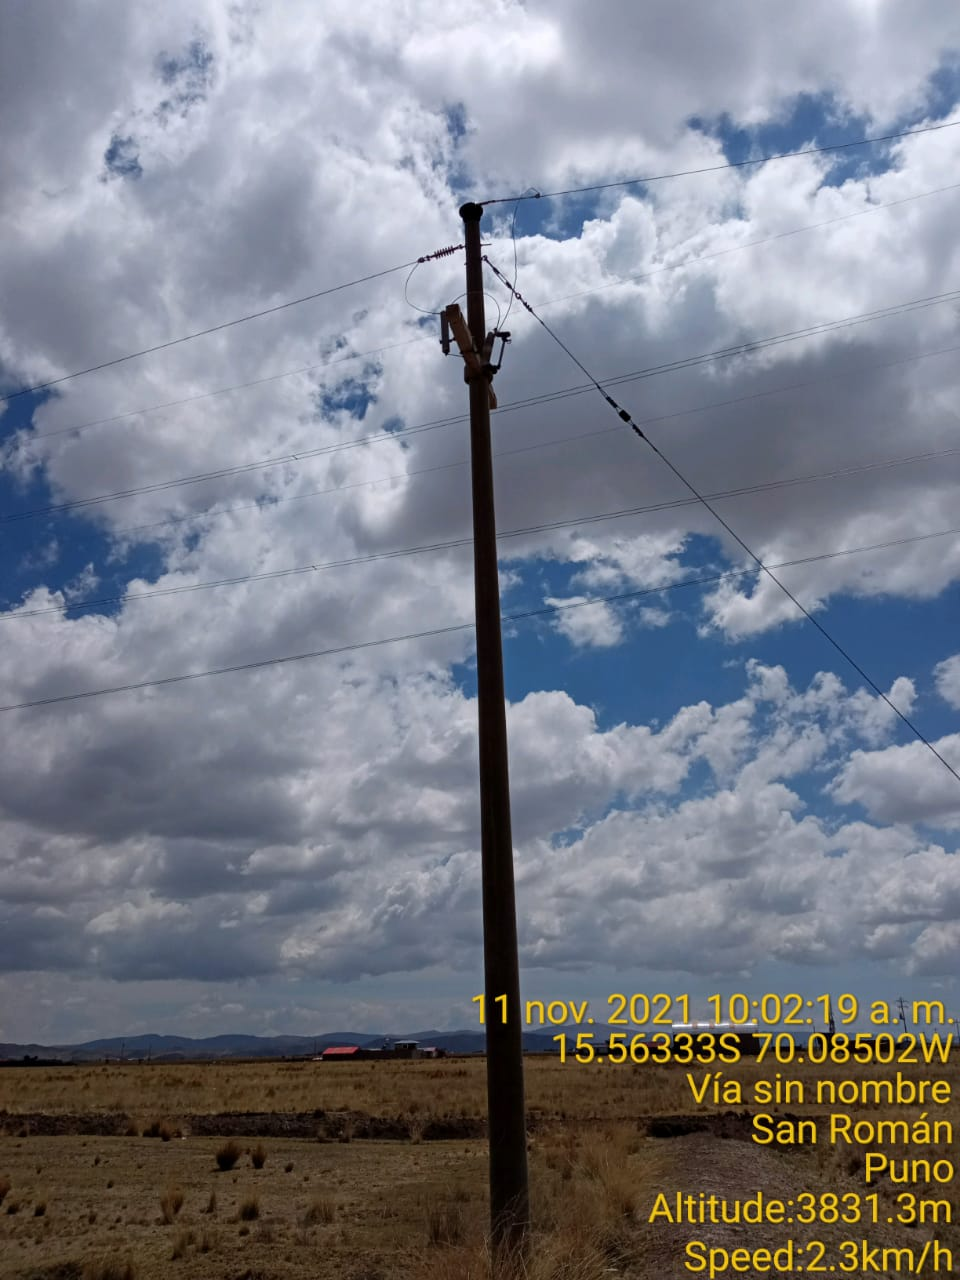 11 nov. 2021 10:02:19 a. m.
15.56333S 70.08502W
Vía sin nombre
San Román
Puno
Altitude:3831.3m
Speed:2.3km/h